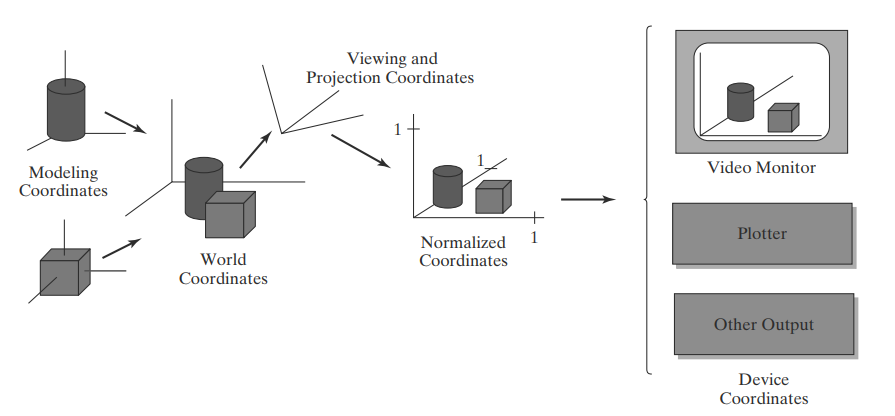 Viewing and
Projection Coordinates
Modeling
Coordinates
World
Coordinates
1
1
1
Normalized
Coordinates
Video Monitor
Plotter
Other Output
Device
Coordinates